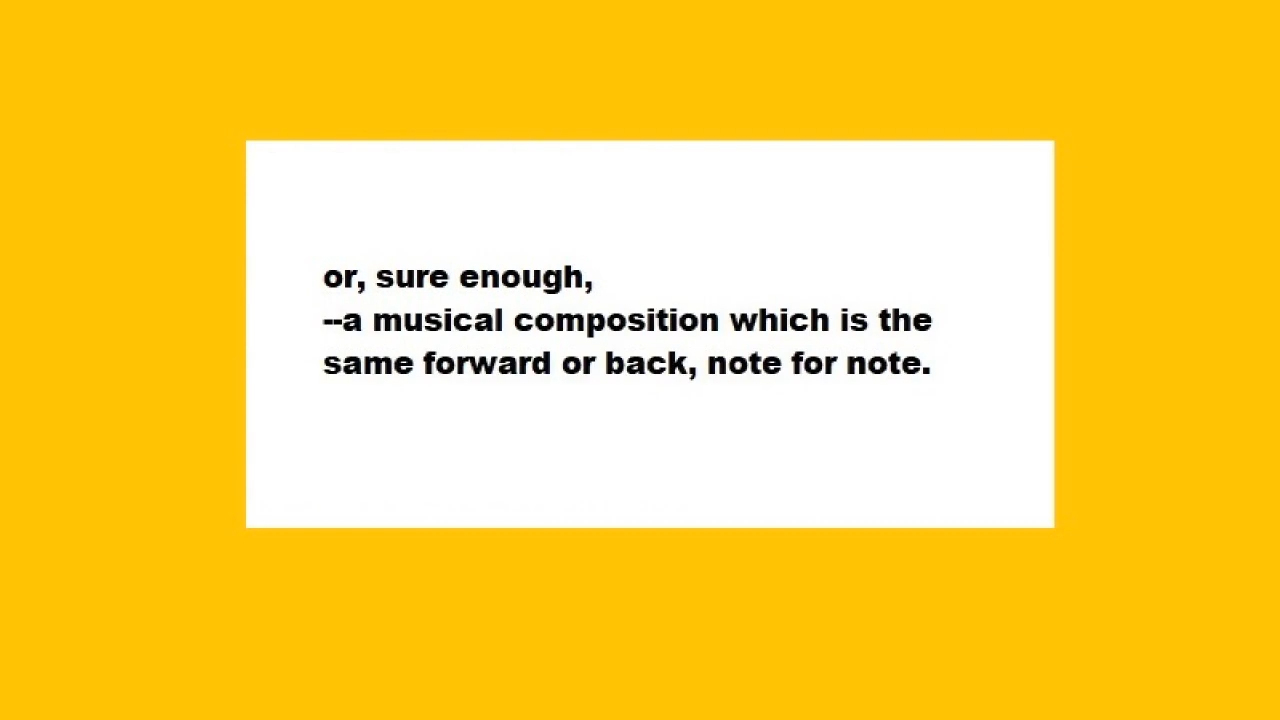 or, sure enough,
--a musical composition which is the
same forward or back, note for note.